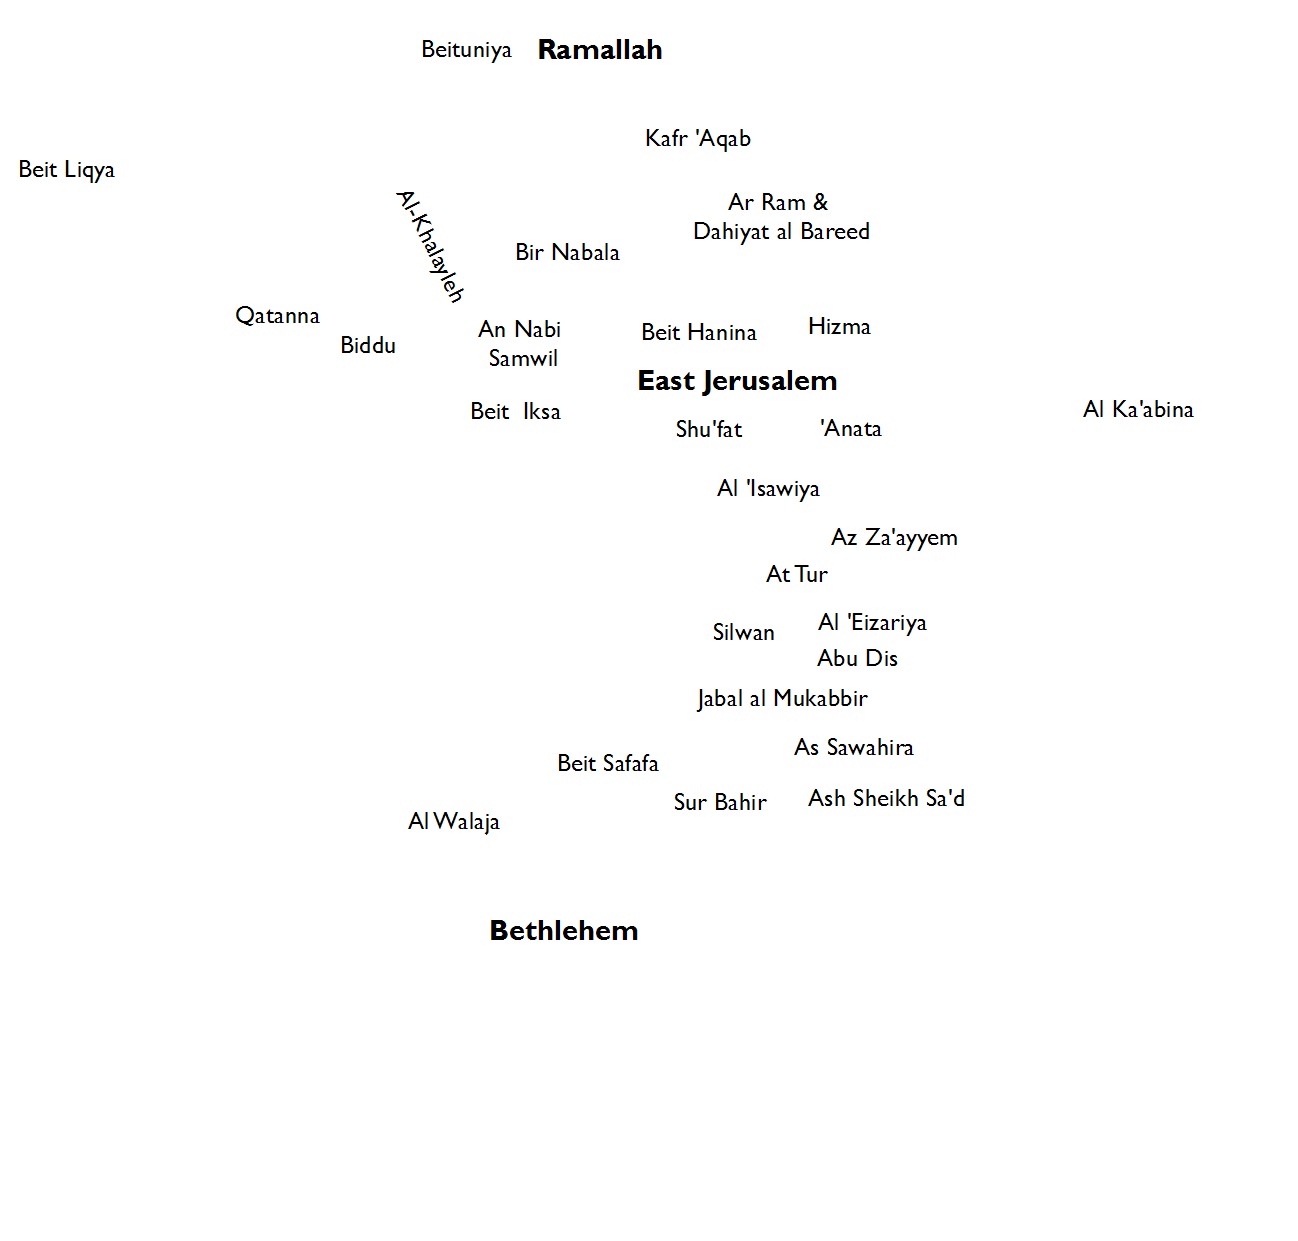 Beituniya
Ramallah
Kafr 'Aqab
Beit Liqya
Al-Khalayleh
Ar Ram &
Dahiyat al Bareed
Bir Nabala
Qatanna
Biddu
An Nabi
Samwil
Beit Hanina
Hizma
East Jerusalem
Beit Iksa
Al Ka'abina
Shu'fat
'Anata
Al 'Isawiya
Az Za'ayyem
At Tur
Silwan
Al 'Eizariya
Abu Dis
Jabal al Mukabbir
As Sawahira
Beit Safafa
Sur Bahir
Ash Sheikh Sa'd
Al Walaja
Bethlehem